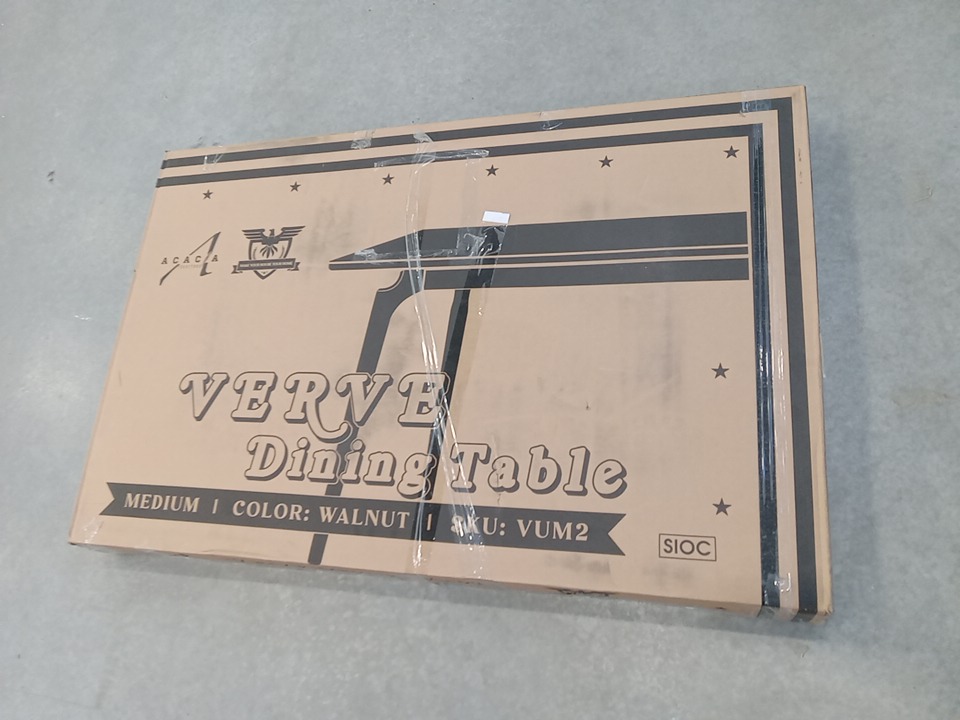 ACACIA
VERVE
Dining Table
MEDIUM | COLOR: WALNUT | SKU: VUM2
SIOC